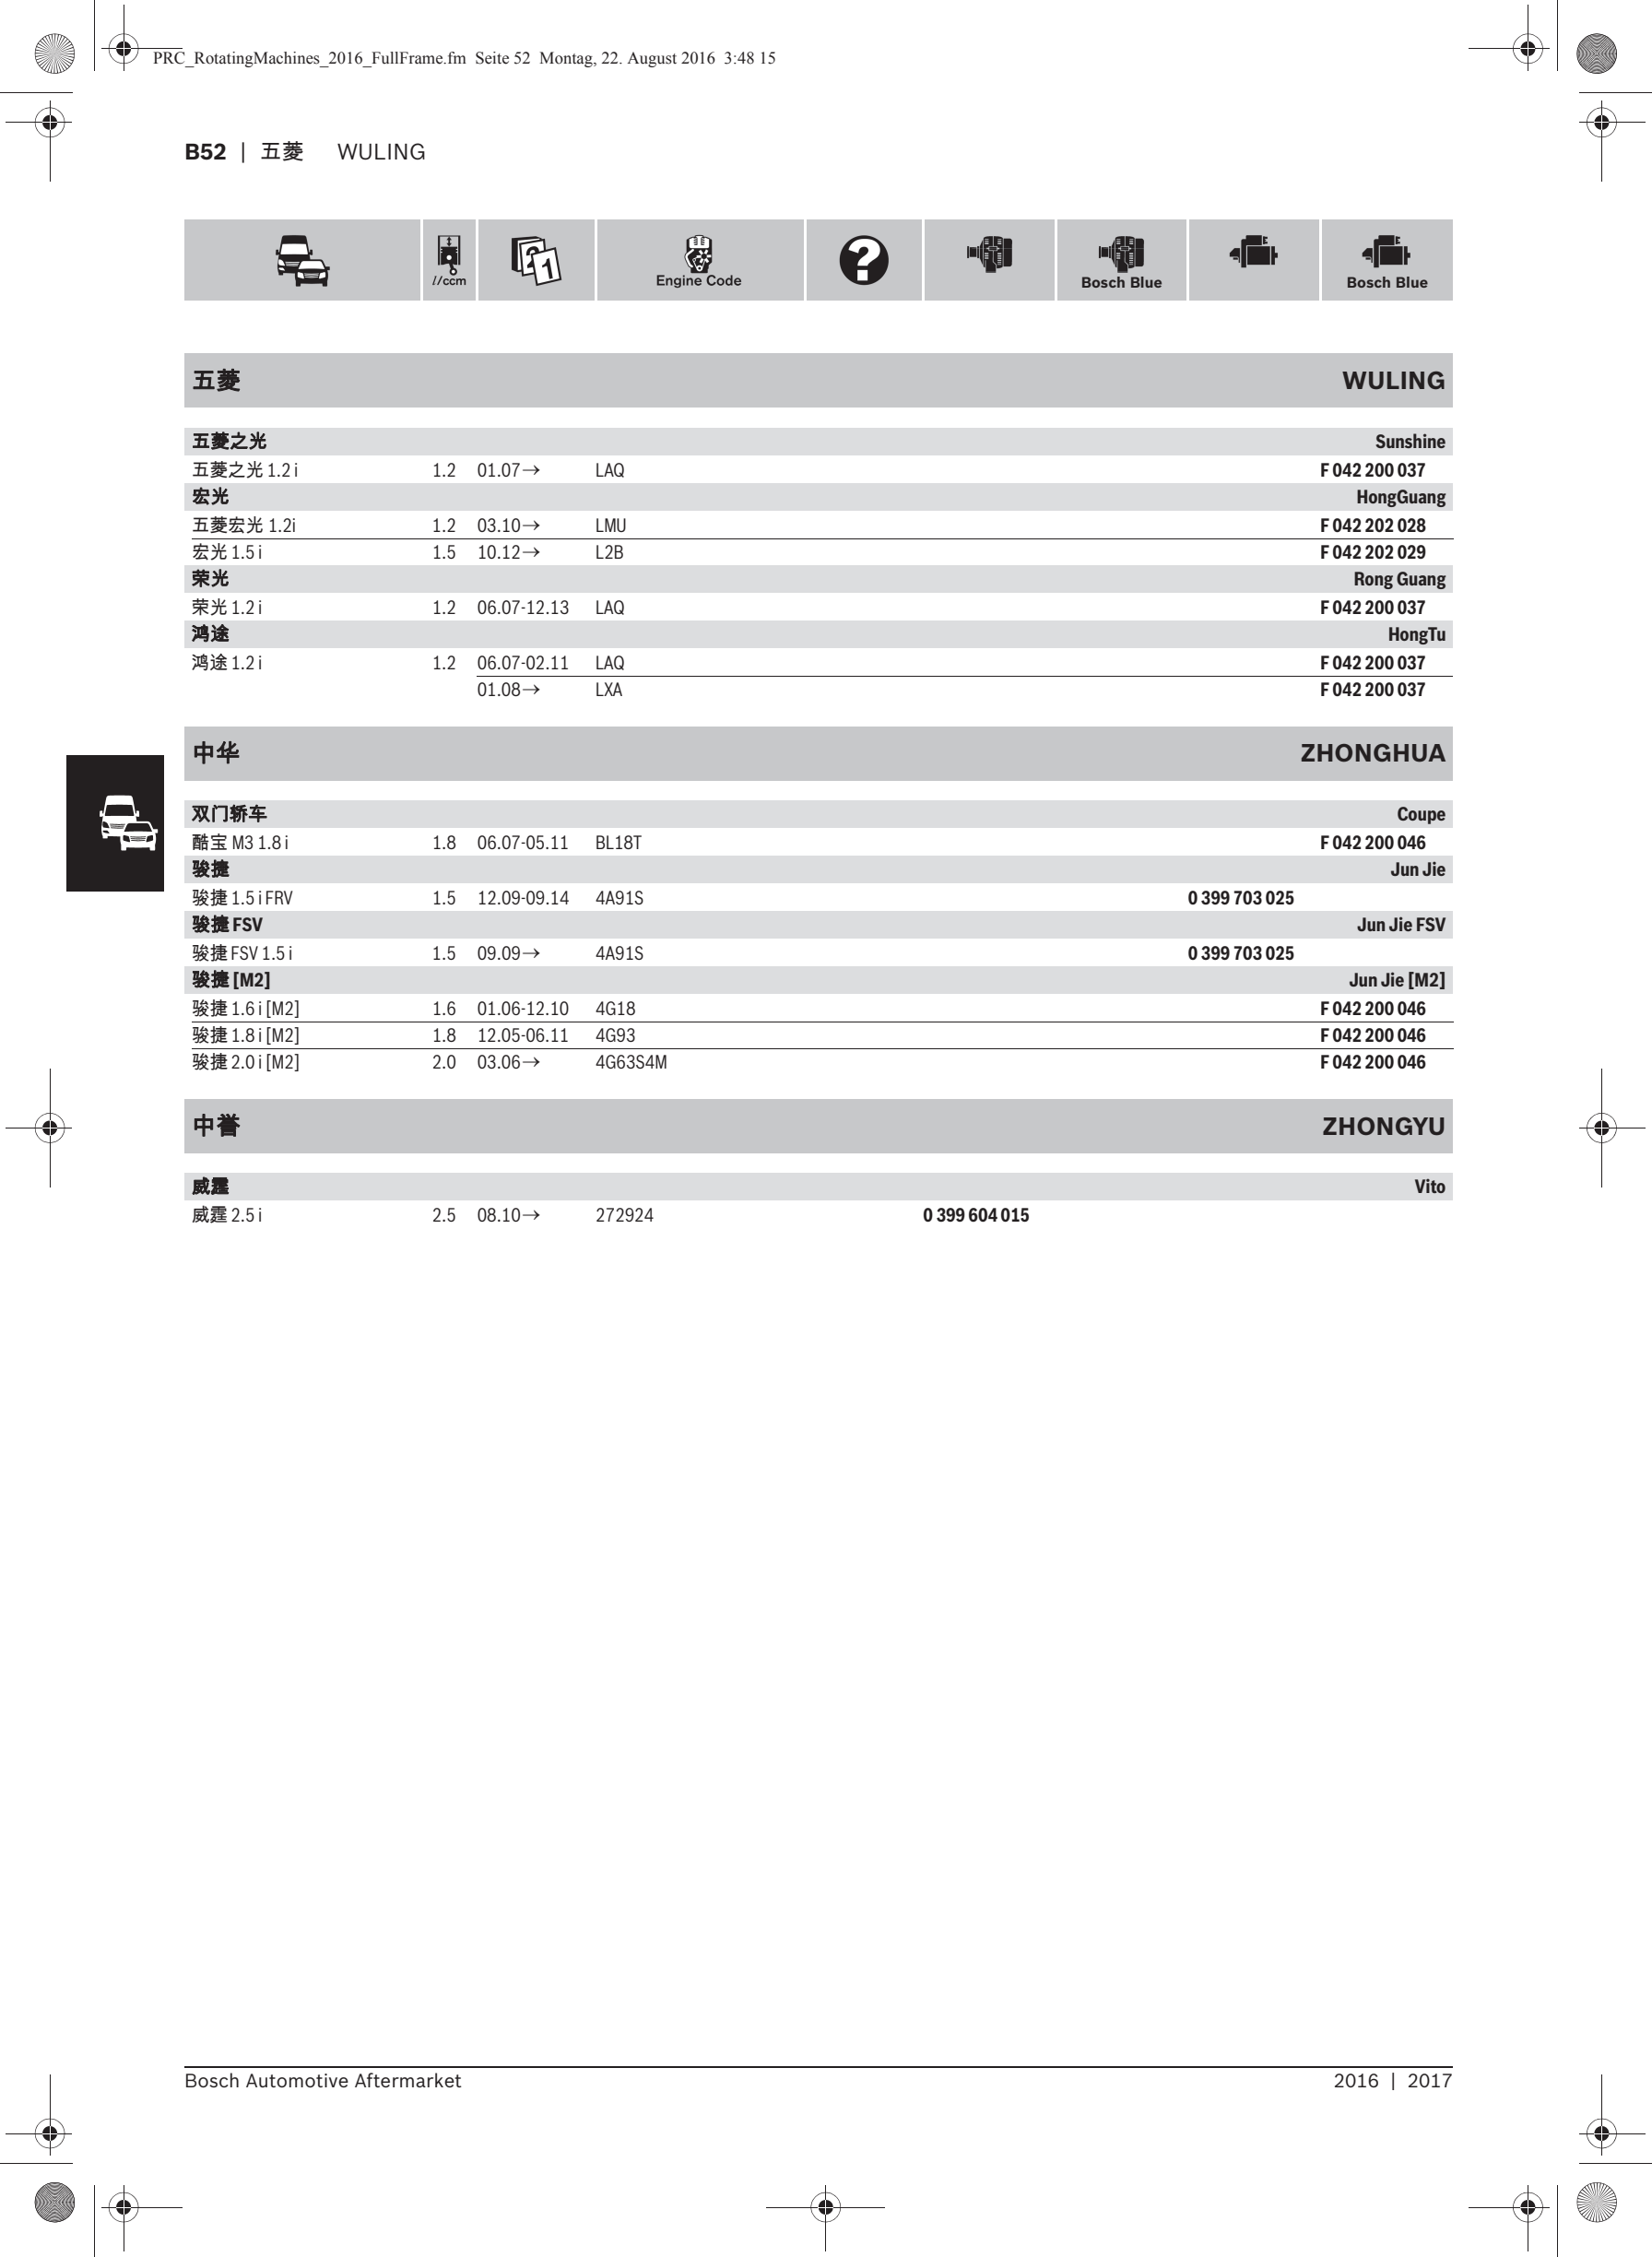 PRC_RotatingMachines_2016_FullFrame.fm Seite 52 Montag, 22. August 2016 3:48 15
B52 | 五菱 WULING
l/ccm Engine Code ? Bosch Blue Bosch Blue
五菱 WULING
五菱之光 Sunshine
五菱之光 1.2 i 1.2 01.07→ LAQ F 042 200 037
宏光 HongGuang
五菱宏光 1.2i 1.2 03.10→ LMU F 042 202 028
宏光 1.5 i 1.5 10.12→ L2B F 042 202 029
荣光 Rong Guang
荣光 1.2 i 1.2 06.07-12.13 LAQ F 042 200 037
鸿途 HongTu
鸿途 1.2 i 1.2 06.07-02.11 LAQ F 042 200 037
01.08→ LXA F 042 200 037
中华 ZHONGHUA
双门轿车 Coupe
酷宝 M3 1.8 i 1.8 06.07-05.11 BL18T F 042 200 046
骏捷 Jun Jie
骏捷 1.5 i FRV 1.5 12.09-09.14 4A91S 0 399 703 025
骏捷 FSV Jun Jie FSV
骏捷 FSV 1.5 i 1.5 09.09→ 4A91S 0 399 703 025
骏捷 [M2] Jun Jie [M2]
骏捷 1.6 i [M2] 1.6 01.06-12.10 4G18 F 042 200 046
骏捷 1.8 i [M2] 1.8 12.05-06.11 4G93 F 042 200 046
骏捷 2.0 i [M2] 2.0 03.06→ 4G63S4M F 042 200 046
中誉 ZHONGYU
威霆 Vito
威霆 2.5 i 2.5 08.10→ 272924 0 399 604 015
Bosch Automotive Aftermarket 2016 | 2017